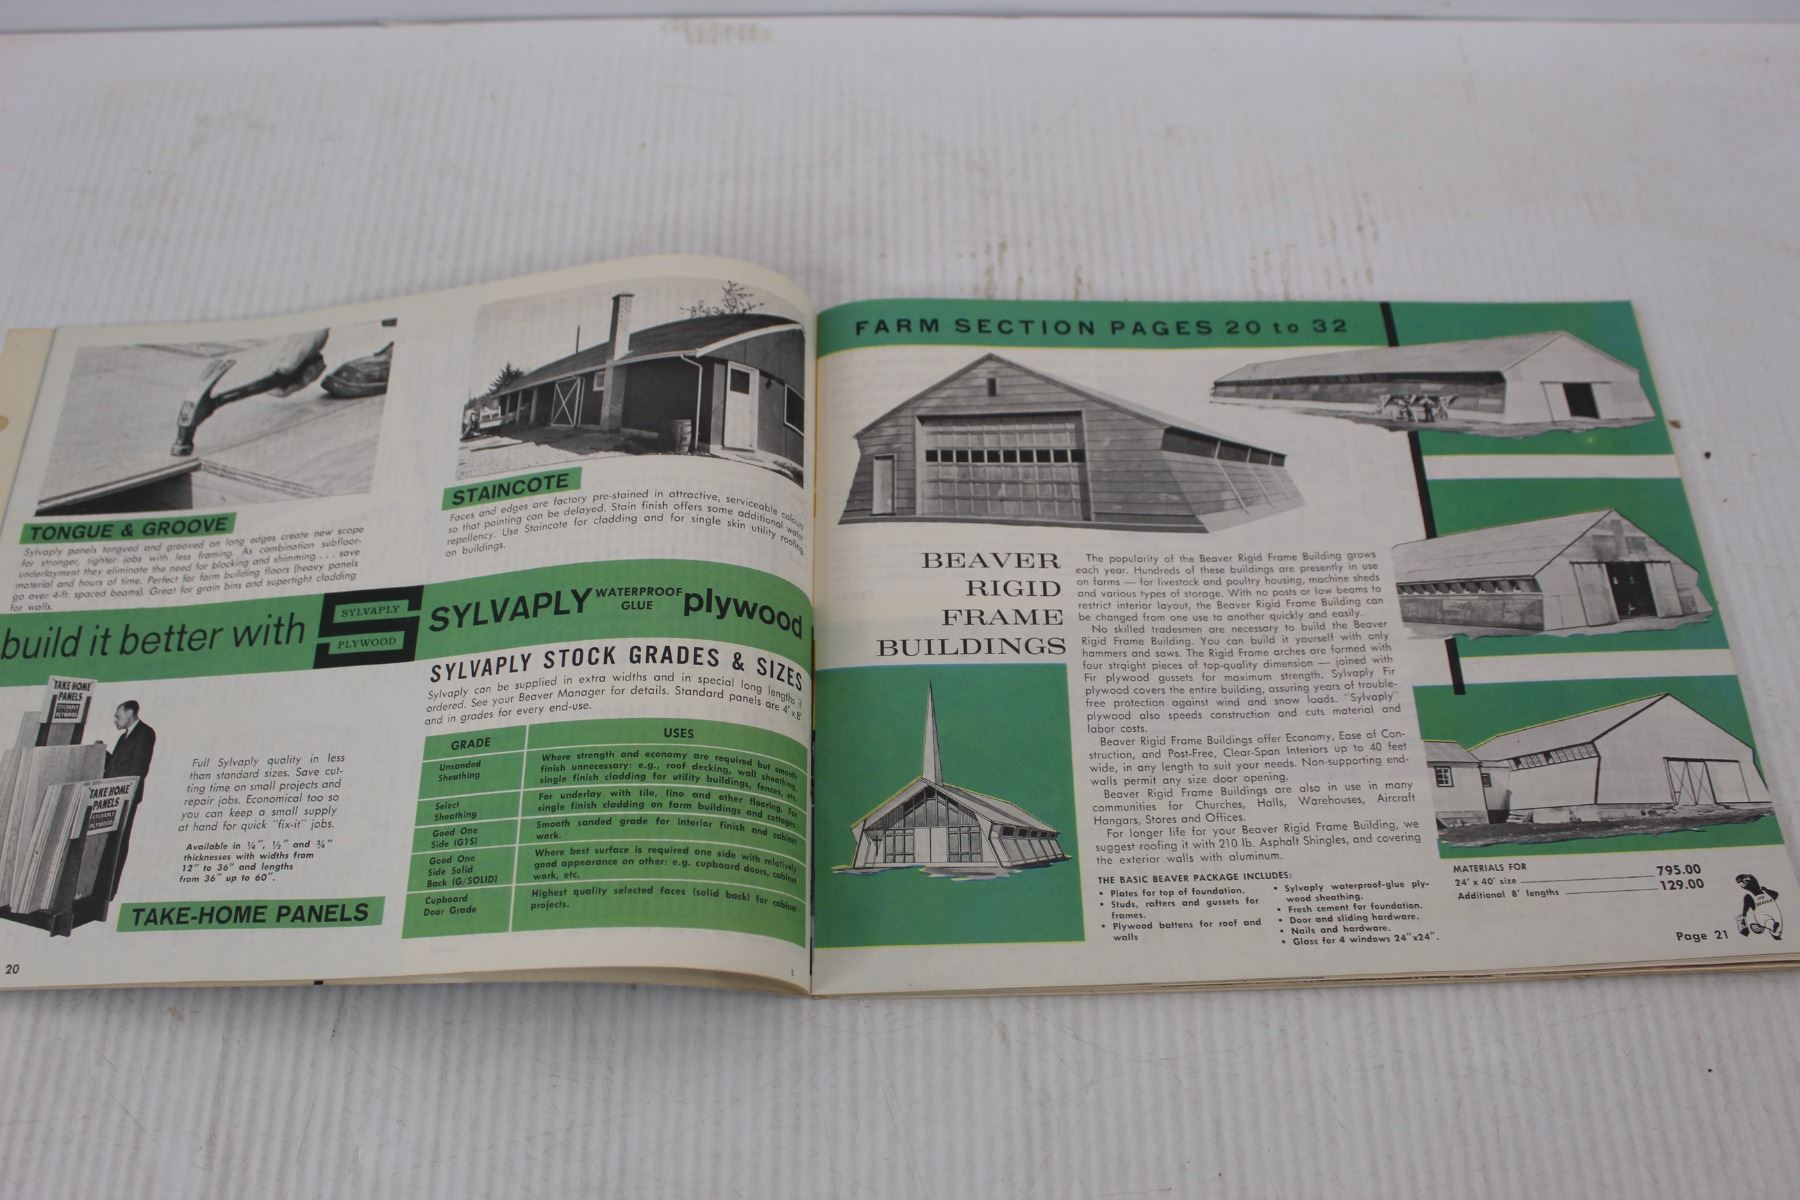 TONGUE & GROOVE
Sylvaply panels tongued and grooved on long edges create new scope
for stronger, tighter jobs with less framing. As combination subfloor-
underlayment they eliminate the need for blocking and shimming . . . save
material and hours of time. Perfect for farm building floors (heavy panels
go over 4-ft. spaced beams). Great for grain bins and supertight cladding
for walls.
STAINCOTE
Faces and edges are factory pre-stained in attractive, serviceable colours
so that painting can be delayed. Stain finish offers some additional water
repellency. Use Staincote for cladding and for single skin utility roofing
on buildings.
build it better with
SYLVAPLY
PLYWOOD
SYLVAPLY WATERPROOF GLUE plywood
TAKE HOME
PANELS
SYLVAPLY
PLYWOOD
TAKE HOME
PANELS
SYLVAPLY
PLYWOOD
Full Sylvaply quality in less
than standard sizes. Save cut-
ting time on small projects and
repair jobs. Economical too so
you can keep a small supply
at hand for quick "fix-it" jobs.
Available in ¼", ½" and ¾"
thicknesses with widths from
12" to 36" and lengths
from 36" up to 60".
TAKE-HOME PANELS
SYLVAPLY STOCK GRADES & SIZES
Sylvaply can be supplied in extra widths and in special long lengths if
ordered. See your Beaver Manager for details. Standard panels are 4' x 8'
and in grades for every end-use.
GRADE USES
Unsanded
Sheathing
Where strength and economy are required but smooth
finish unnecessary: e.g., roof decking, wall sheathing,
single finish cladding for utility buildings, fences, etc.
Select
Sheathing
For underlay with tile, lino and other flooring. For
single finish cladding on farm buildings and cottages.
Good One
Side (G1S)
Smooth sanded grade for interior finish and cabinet
work.
Good One
Side Solid
Back (G/SOLID)
Where best surface is required one side with relatively
good appearance on other: e.g. cupboard doors, cabinet
work, etc.
Cupboard
Door Grade
Highest quality selected faces (solid back) for cabinet
projects.
20
FARM SECTION PAGES 20 to 32
BEAVER
RIGID
FRAME
BUILDINGS
The popularity of the Beaver Rigid Frame Building grows
each year. Hundreds of these buildings are presently in use
on farms — for livestock and poultry housing, machine sheds
and various types of storage. With no posts or low beams to
restrict interior layout, the Beaver Rigid Frame Building can
be changed from one use to another quickly and easily.
No skilled tradesmen are necessary to build the Beaver
Rigid Frame Building. You can build it yourself with only
hammers and saws. The Rigid Frame arches are formed with
four straight pieces of top-quality dimension — joined with
Fir plywood gussets for maximum strength. Sylvaply Fir
plywood covers the entire building, assuring years of trouble-
free protection against wind and snow loads. "Sylvaply"
plywood also speeds construction and cuts material and
labor costs.
Beaver Rigid Frame Buildings offer Economy, Ease of Con-
struction, and Post-Free, Clear-Span Interiors up to 40 feet
wide, in any length to suit your needs. Non-supporting end-
walls permit any size door opening.
Beaver Rigid Frame Buildings are also in use in many
communities for Churches, Halls, Warehouses, Aircraft
Hangars, Stores and Offices.
For longer life for your Beaver Rigid Frame Building, we
suggest roofing it with 210 lb. Asphalt Shingles, and covering
the exterior walls with aluminum.
THE BASIC BEAVER PACKAGE INCLUDES:
• Plates for top of foundation.
• Studs, rafters and gussets for
frames.
• Plywood battens for roof and
walls
• Sylvaply waterproof-glue ply-
wood sheathing.
• Fresh cement for foundation.
• Door and sliding hardware.
• Nails and hardware.
• Glass for 4 windows 24"x24".
MATERIALS FOR
24' x 40' size 795.00
Additional 8' lengths 129.00
Page 21